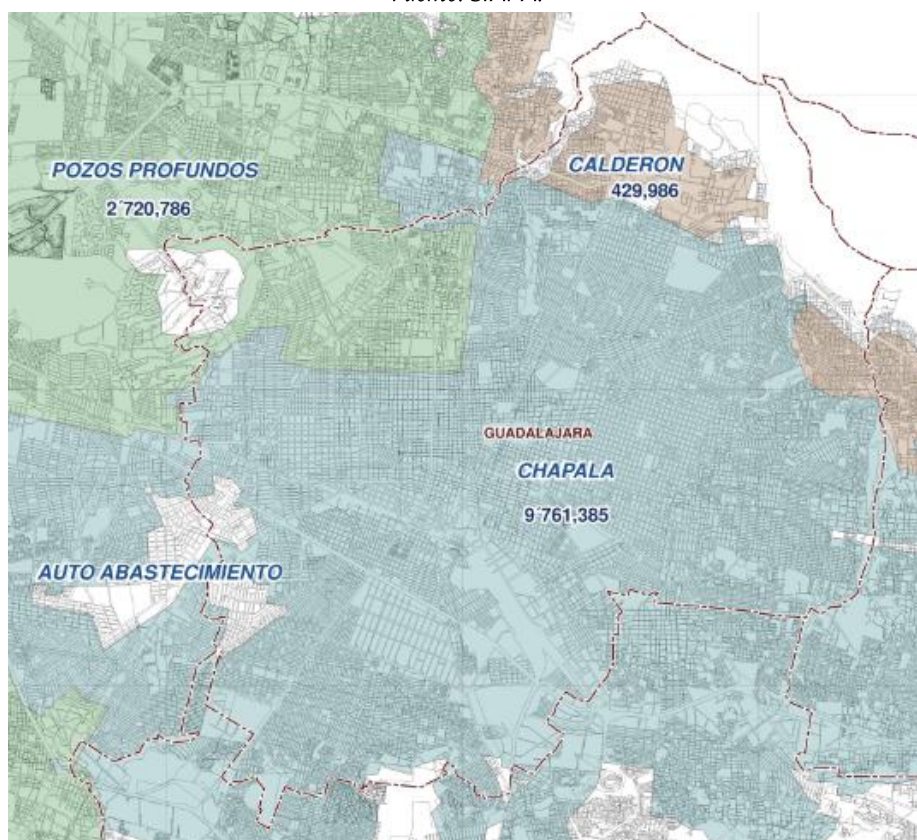 POZOS PROFUNDOS
2´720,786
CALDERON
429,986
GUADALAJARA
CHAPALA
9´761,385
AUTO ABASTECIMIENTO